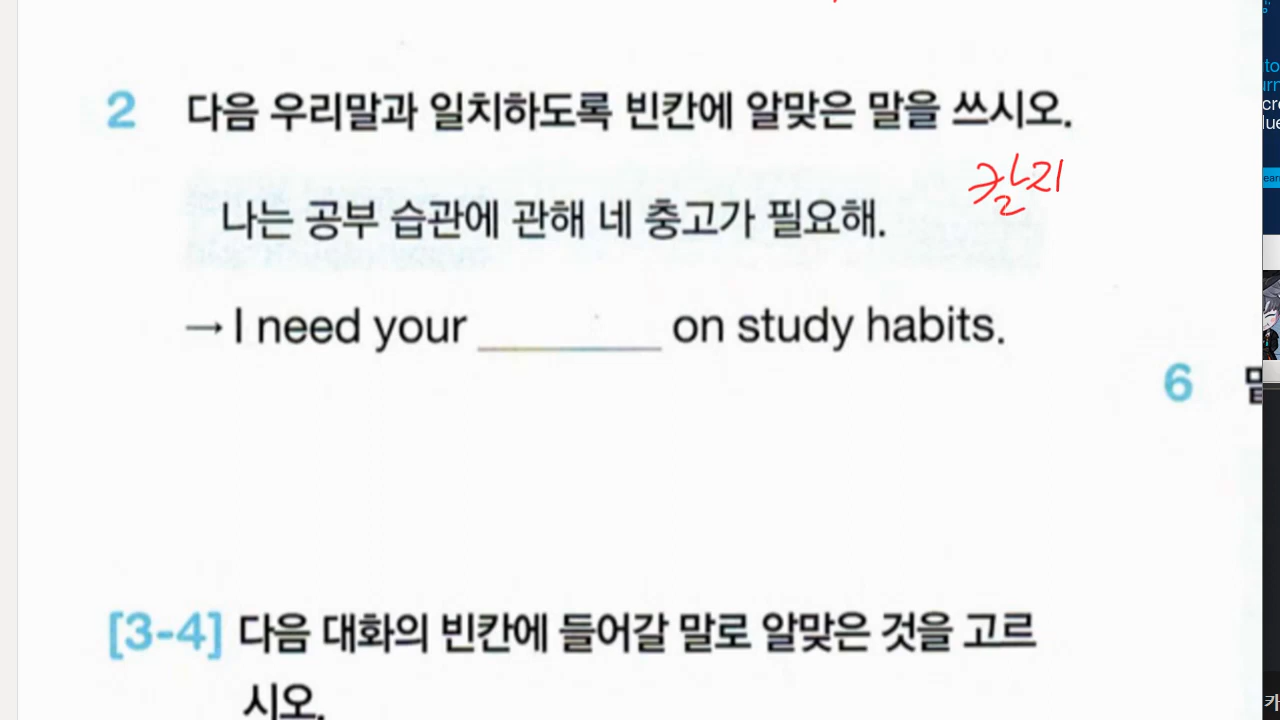 2 다음 우리말과 일치하도록 빈칸에 알맞은 말을 쓰시오.
칼지
나는 공부 습관에 관해 네 충고가 필요해.
→ I need your ________ on study habits.
6
[3-4] 다음 대화의 빈칸에 들어갈 말로 알맞은 것을 고르
시오.